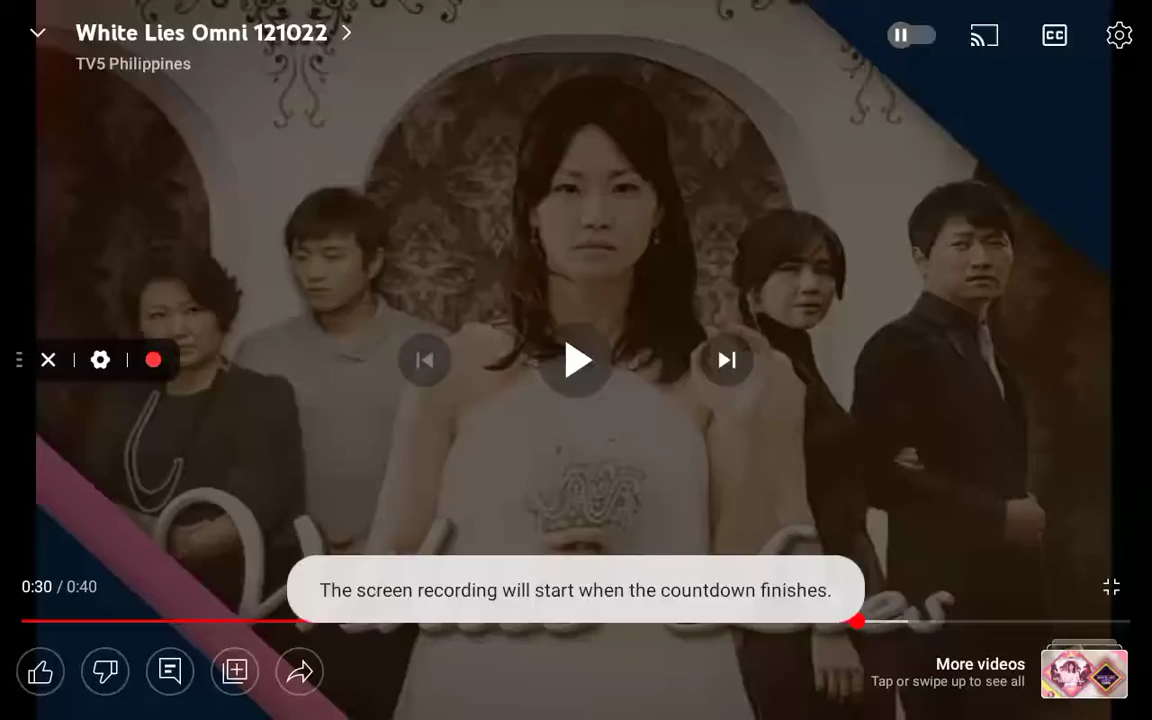 White Lies Omni 121022
TV5 Philippines
CC
The screen recording will start when the countdown finishes.
0:30 / 0:40
More videos
Tap or swipe up to see all